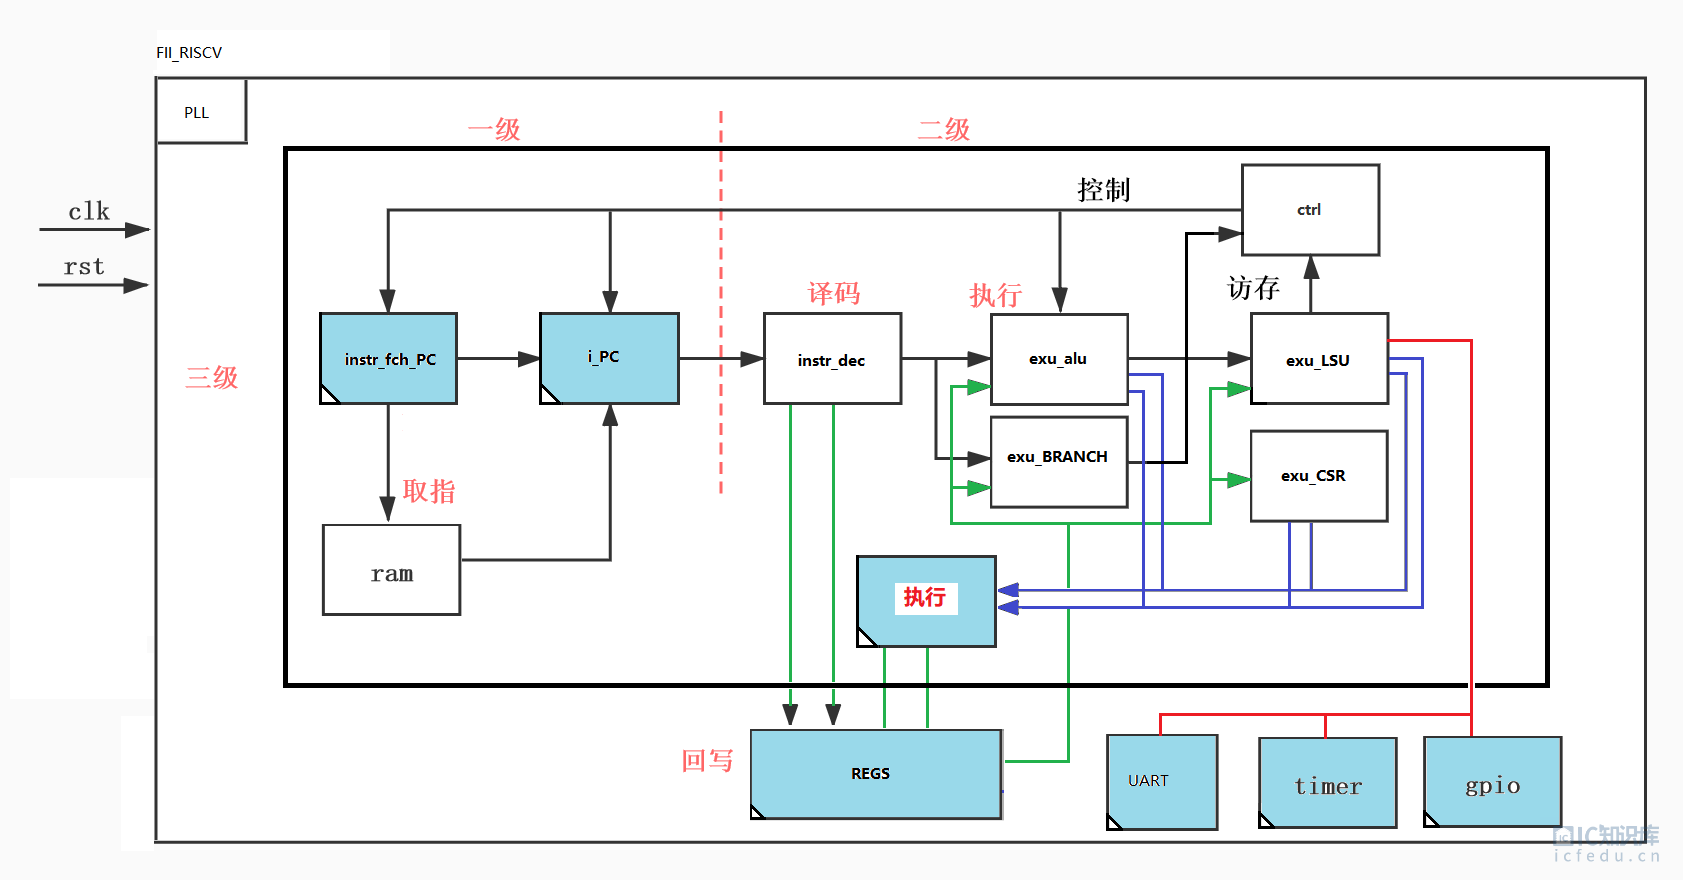 FII_RISCV
PLL
一级
二级
控制
ctrl
clk
rst
访存
译码
执行
三级
instr_fch_PC
i_PC
instr_dec
exu_alu
exu_LSU
exu_BRANCH
exu_CSR
取指
ram
执行
回写
REGS
UART
timer
gpio
IC知识库
icfedu.cn